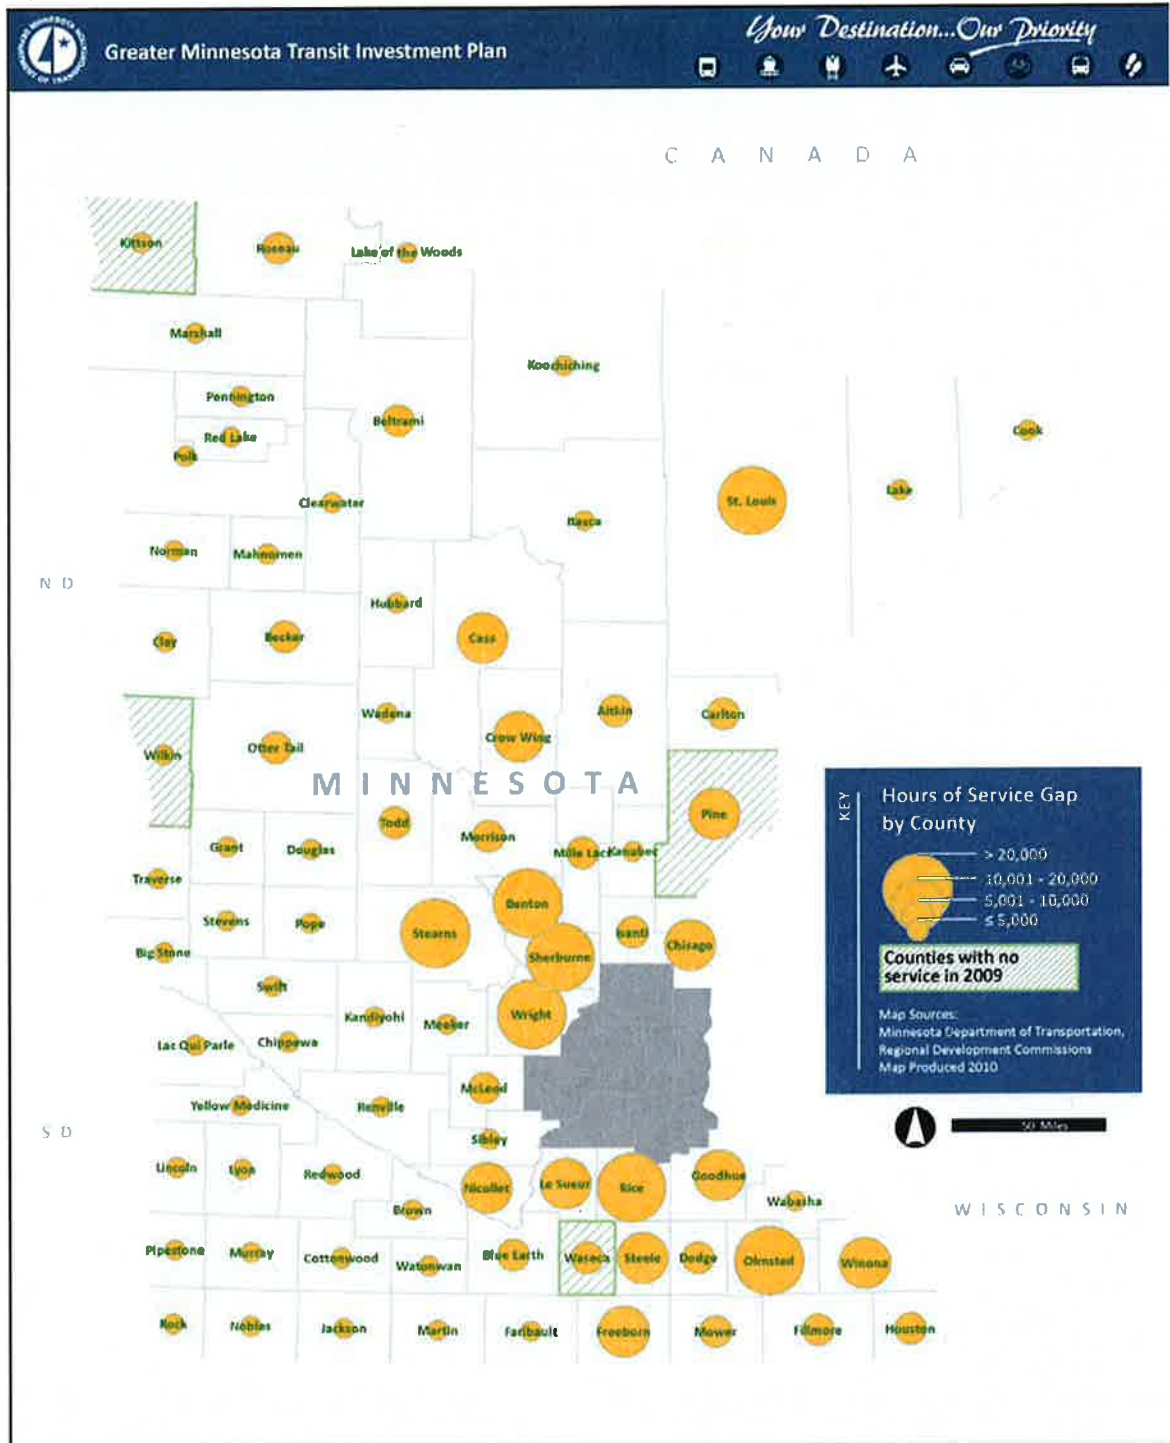 Greater Minnesota Transit Investment Plan
Your Destination...Our Priority
CANADA
Kittson
Roseau
Lake of the Woods
Marshall
Koochiching
Pennington
Beltrami
Red Lake
Cook
Polk
Clearwater
St. Louis
Lake
Itasca
Norman
Mahnomen
ND
Hubbard
Clay
Becker
Cass
Wadena
Aitkin
Carlton
Wilkin
Otter Tail
Crow Wing
MINNESOTA
Pine
Todd
Morrison
Grant
Douglas
Mille Lacs
Kanabec
Traverse
Benton
Stevens
Pope
Stearns
Isanti
Chisago
Big Stone
Sherburne
Swift
Kandiyohi
Meeker
Wright
Lac Qui Parle
Chippewa
McLeod
Yellow Medicine
Renville
SD
Sibley
Lincoln
Lyon
Redwood
Nicollet
Le Sueur
Rice
Goodhue
Wabasha
Brown
WISCONSIN
Pipestone
Murray
Cottonwood
Watonwan
Blue Earth
Waseca
Steele
Dodge
Olmsted
Winona
Rock
Nobles
Jackson
Martin
Faribault
Freeborn
Mower
Fillmore
Houston
KEY
Hours of Service Gap
by County
> 20,000
10,001 - 20,000
5,001 - 10,000
≤ 5,000
Counties with no
service in 2009
Map Sources:
Minnesota Department of Transportation,
Regional Development Commissions
Map Produced 2010
50 Miles